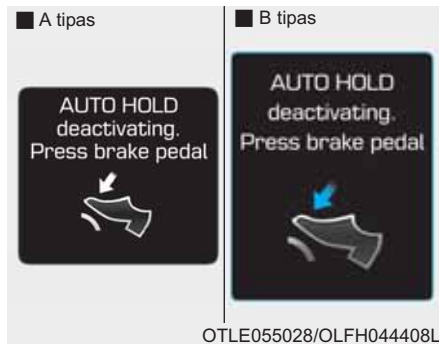 A tipas
AUTO HOLD
deactivating.
Press brake pedal
B tipas
AUTO HOLD
deactivating.
Press brake pedal
OTLE055028/OLFH044408L